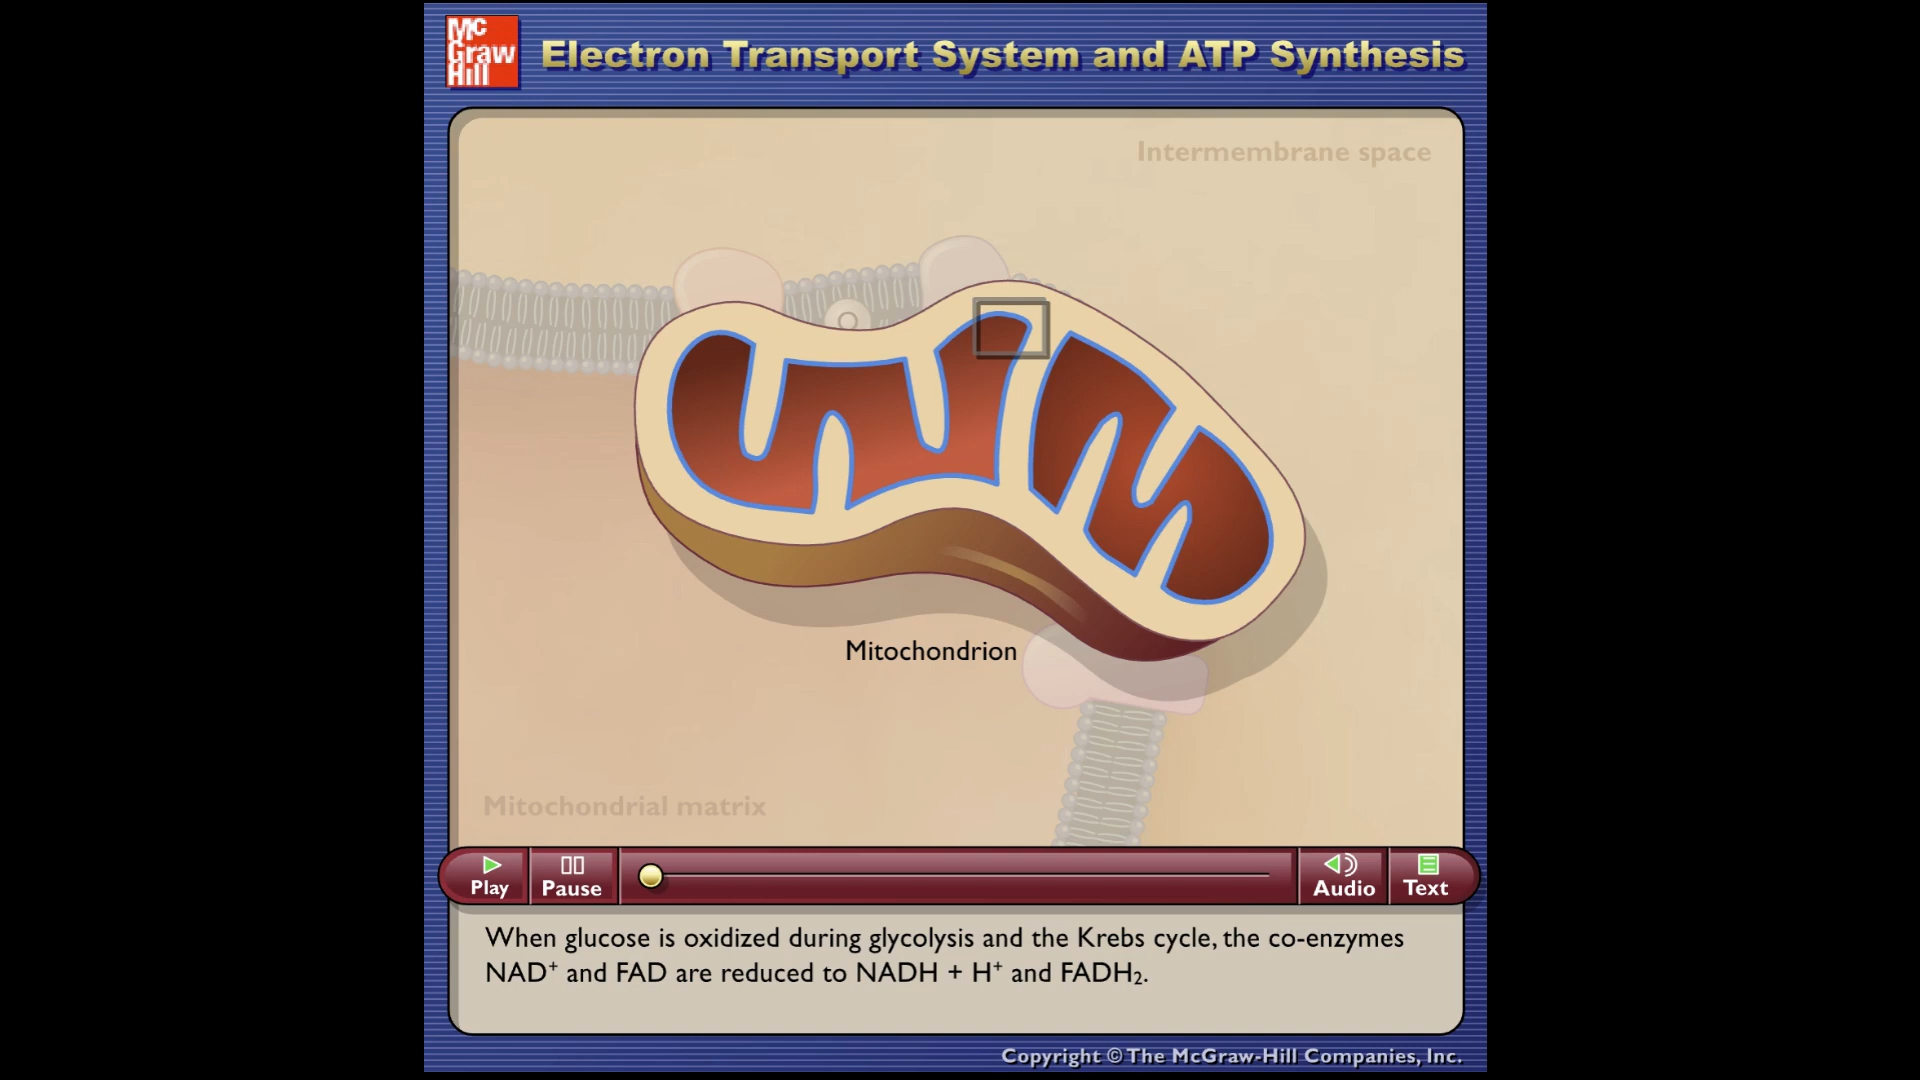 Mc
Graw
Hill
Electron Transport System and ATP Synthesis
Intermembrane space
Mitochondrion
Mitochondrial matrix
Play
Pause
Audio
Text
When glucose is oxidized during glycolysis and the Krebs cycle, the co-enzymes
NAD⁺ and FAD are reduced to NADH + H⁺ and FADH₂.
Copyright © The McGraw-Hill Companies, Inc.